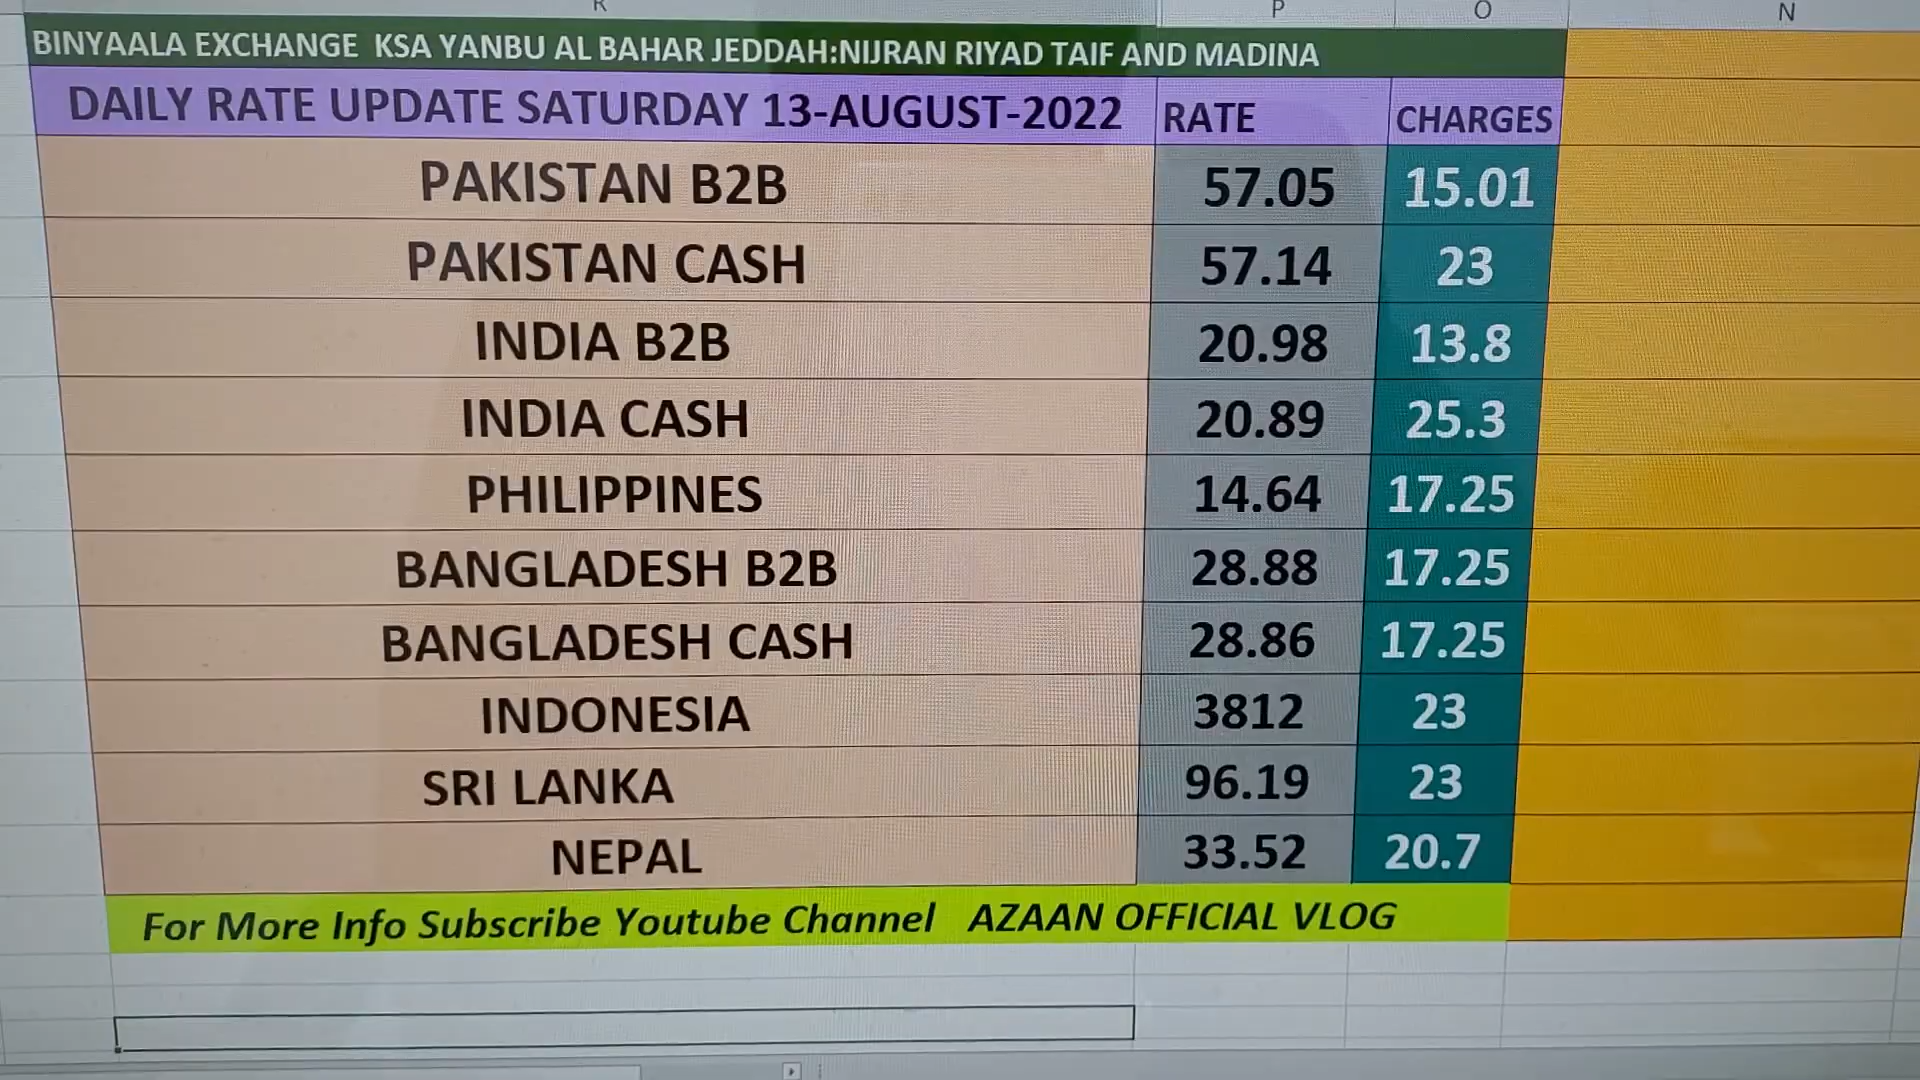 R P O N
BINYAALA EXCHANGE KSA YANBU AL BAHAR JEDDAH:NIJRAN RIYAD TAIF AND MADINA
DAILY RATE UPDATE SATURDAY 13-AUGUST-2022 RATE CHARGES
PAKISTAN B2B 57.05 15.01
PAKISTAN CASH 57.14 23
INDIA B2B 20.98 13.8
INDIA CASH 20.89 25.3
PHILIPPINES 14.64 17.25
BANGLADESH B2B 28.88 17.25
BANGLADESH CASH 28.86 17.25
INDONESIA 3812 23
SRI LANKA 96.19 23
NEPAL 33.52 20.7
For More Info Subscribe Youtube Channel AZAAN OFFICIAL VLOG